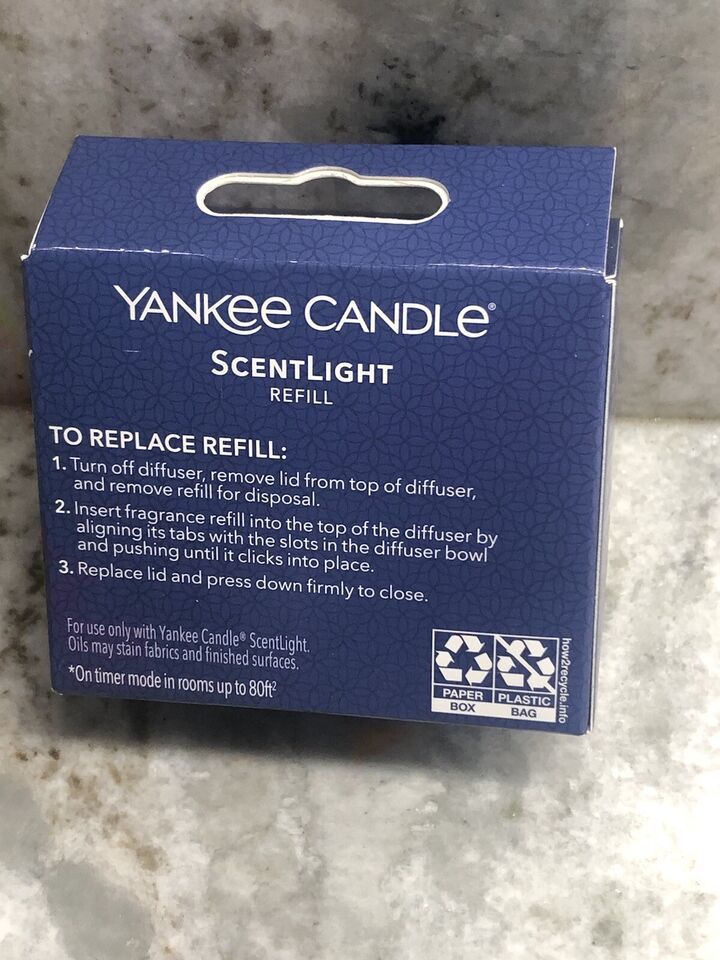 YANKEE CANDLE®
SCENTLIGHT
REFILL
TO REPLACE REFILL:
1. Turn off diffuser, remove lid from top of diffuser,
and remove refill for disposal.
2. Insert fragrance refill into the top of the diffuser by
aligning its tabs with the slots in the diffuser bowl
and pushing until it clicks into place.
3. Replace lid and press down firmly to close.
For use only with Yankee Candle® ScentLight.
Oils may stain fabrics and finished surfaces.
*On timer mode in rooms up to 80ft²
PAPER
BOX
PLASTIC
BAG
how2recycle.info